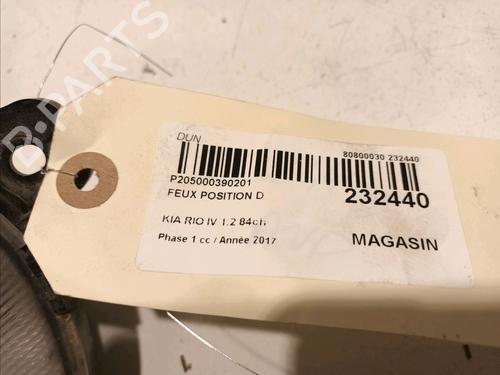 B-PARTS
DUN
80800030 232440
P205000390201
FEUX POSITION D
232440
KIA RIO IV 1.2 84ch
Phase 1 cc / Année 2017
MAGASIN